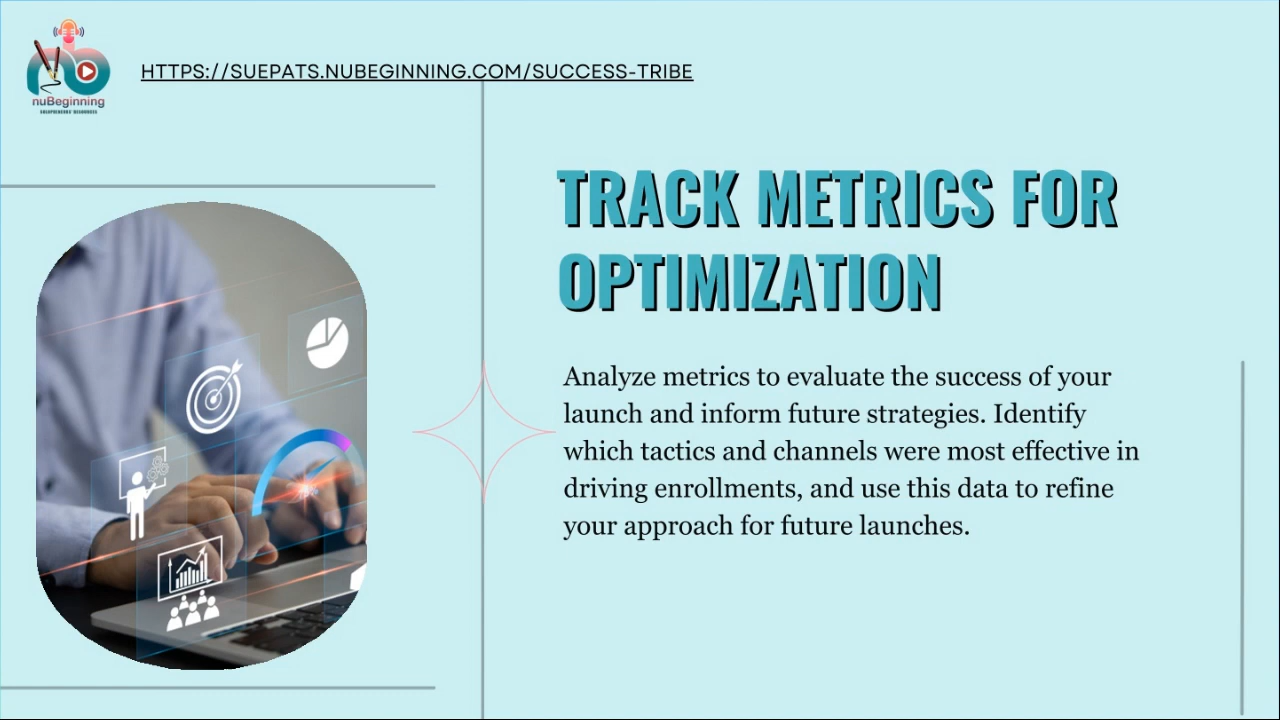 HTTPS://SUEPATS.NUBEGINNING.COM/SUCCESS-TRIBE
nuBeginning
TRACK METRICS FOR
OPTIMIZATION
Analyze metrics to evaluate the success of your
launch and inform future strategies. Identify
which tactics and channels were most effective in
driving enrollments, and use this data to refine
your approach for future launches.